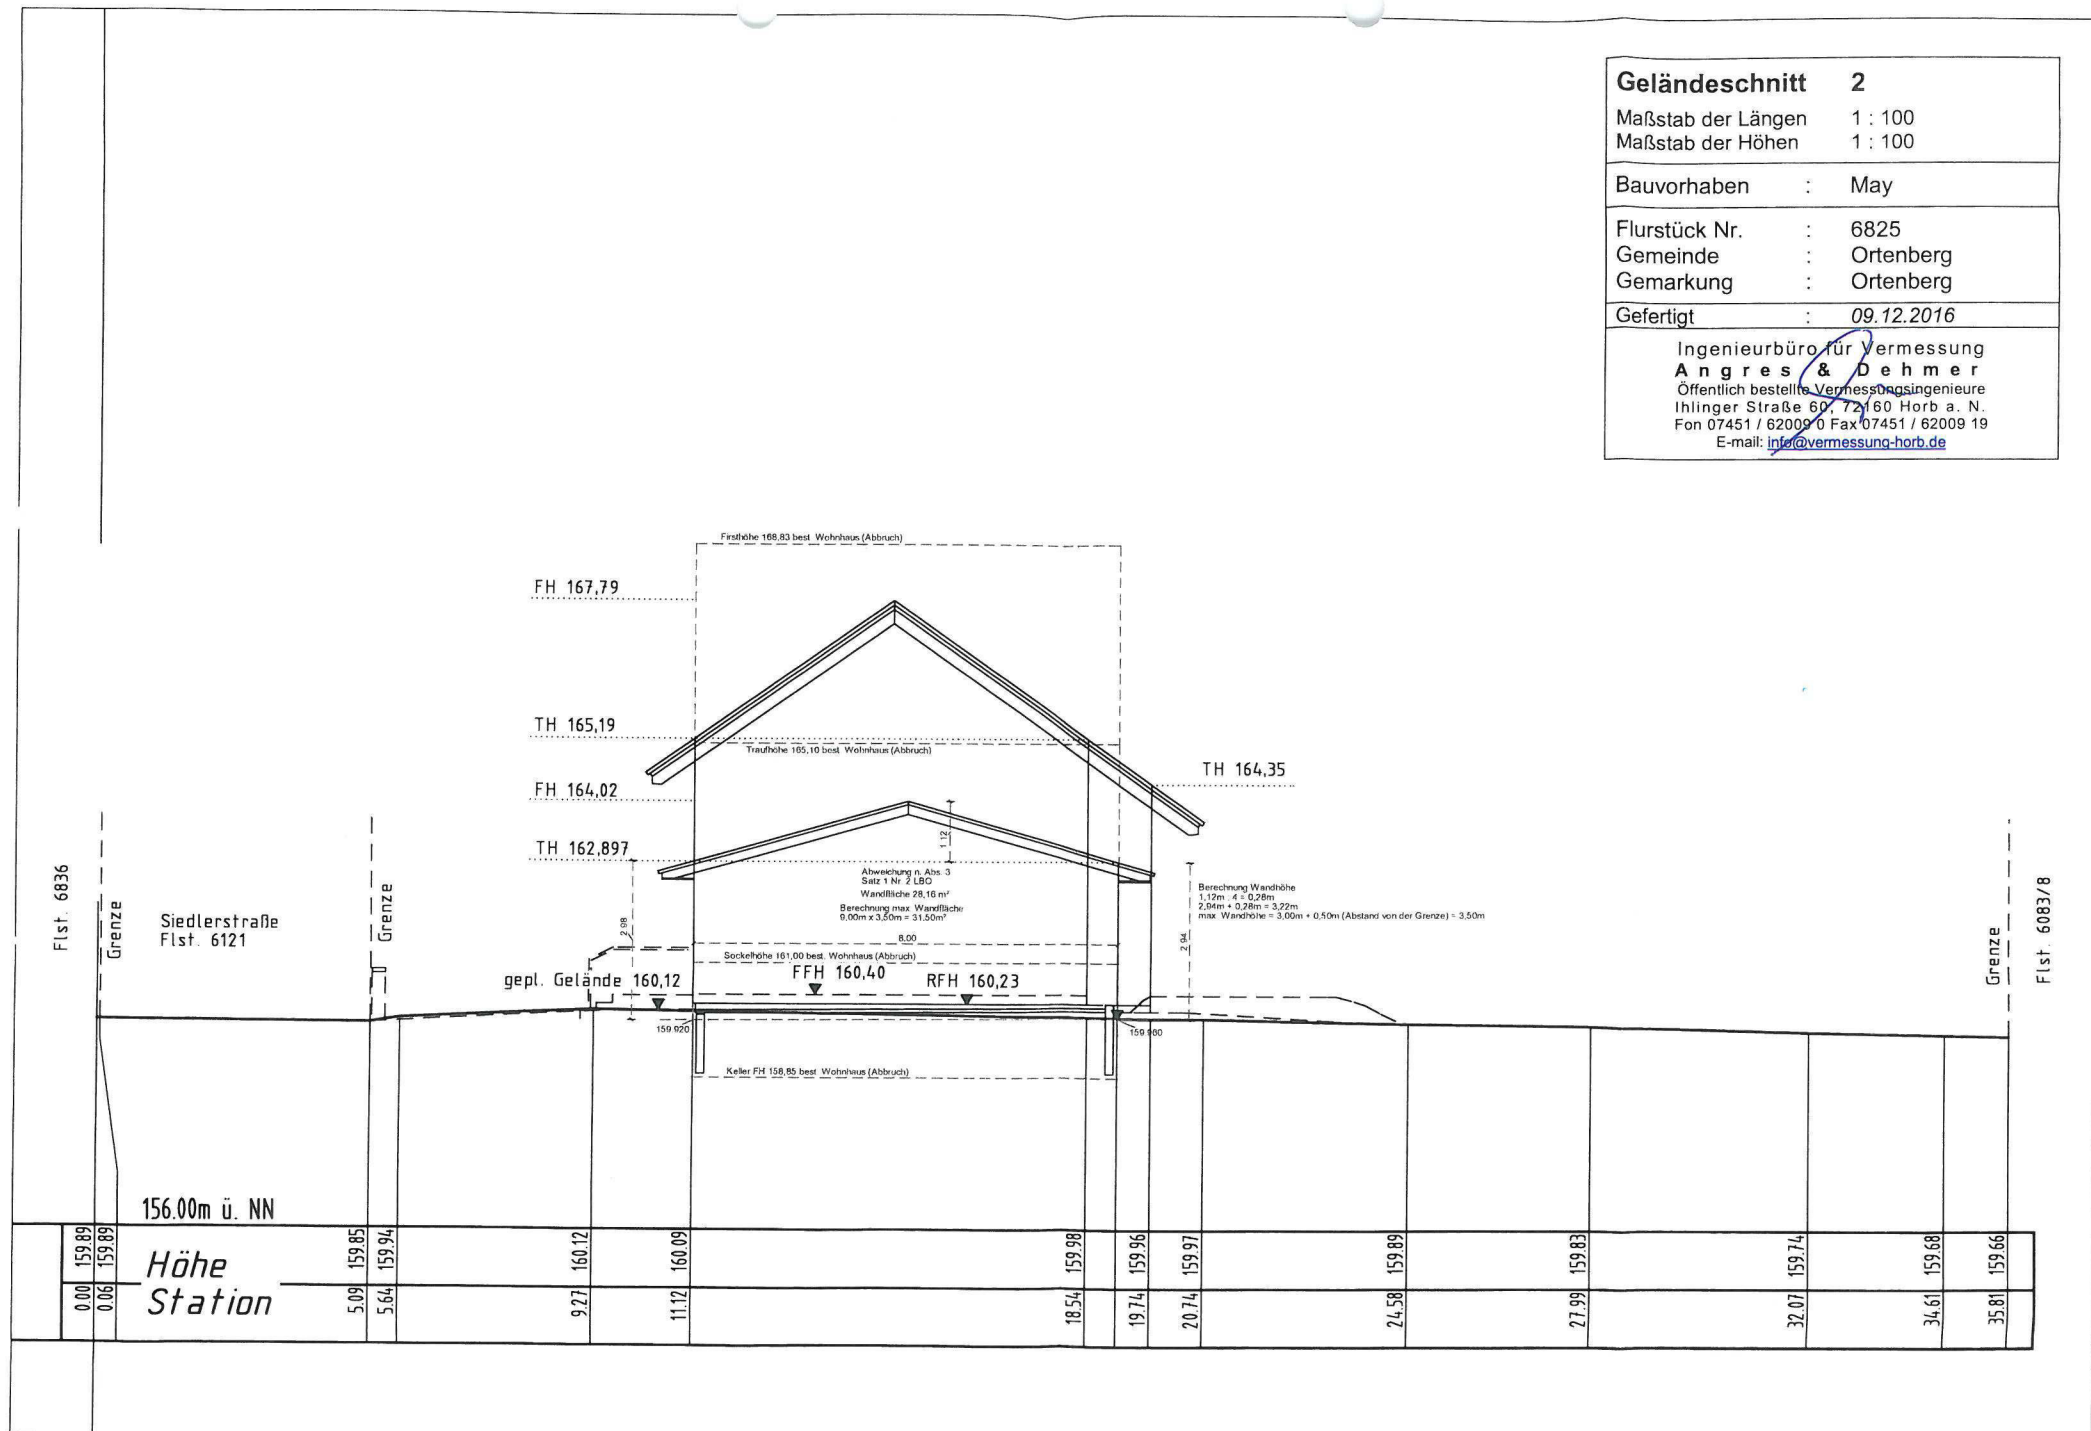 Geländeschnitt 2
Maßstab der Längen 1 : 100
Maßstab der Höhen 1 : 100
Bauvorhaben : May
Flurstück Nr. : 6825
Gemeinde : Ortenberg
Gemarkung : Ortenberg
Gefertigt : 09.12.2016
Ingenieurbüro für Vermessung
Angres & Dehmer
Öffentlich bestellte Vermessungsingenieure
Ihlinger Straße 60, 72160 Horb a. N.
Fon 07451 / 62009 0 Fax 07451 / 62009 19
E-mail: info@vermessung-horb.de
Firsthöhe 168,83 best. Wohnhaus (Abbruch)
FH 167,79
TH 165,19
Traufhöhe 165,10 best. Wohnhaus (Abbruch)
TH 164,35
FH 164,02
1.12
TH 162,897
Abweichung n. Abs. 3
Satz 1 Nr. 2 LBO
Wandfläche 28,16 m²
Berechnung max. Wandfläche
9,00m x 3,50m = 31,50m²
Berechnung Wandhöhe
1,12m : 4 = 0,28m
2,94m + 0,28m = 3,22m
max. Wandhöhe = 3,00m + 0,50m (Abstand von der Grenze) = 3,50m
2.98
2.94
8.00
Sockelhöhe 161,00 best. Wohnhaus (Abbruch)
gepl. Gelände 160,12
FFH 160,40
RFH 160,23
159.920
159.960
Keller FH 158,85 best. Wohnhaus (Abbruch)
Flst. 6836
Grenze
Siedlerstraße
Flst. 6121
Grenze
Grenze
Flst. 6083/8
156.00m ü. NN
Höhe
159.89 159.89 159.85 159.94 160.12 160.09 159.98 159.96 159.97 159.89 159.83 159.74 159.68 159.66
Station
0.00 0.06 5.09 5.64 9.27 11.12 18.54 19.74 20.74 24.58 27.99 32.07 34.61 35.81